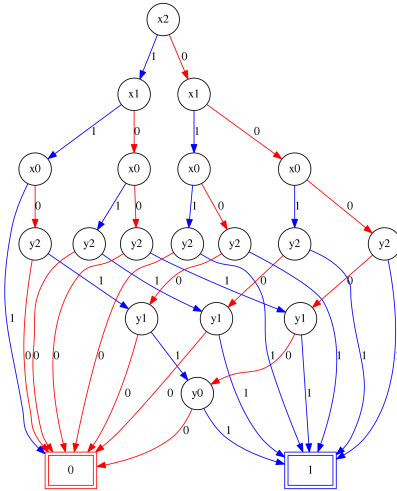 x2
1 0
x1 x1
1 0 1 0
x0 x0 x0 x0
0 1 0 1 0 1 0
y2 y2 y2 y2 y2 y2 y2
1 0 1 0 0
1 0 0 0 0 1 1 1
y1 y1 y1
1 0 1
0 0 1 1
y0
0 1
0 1